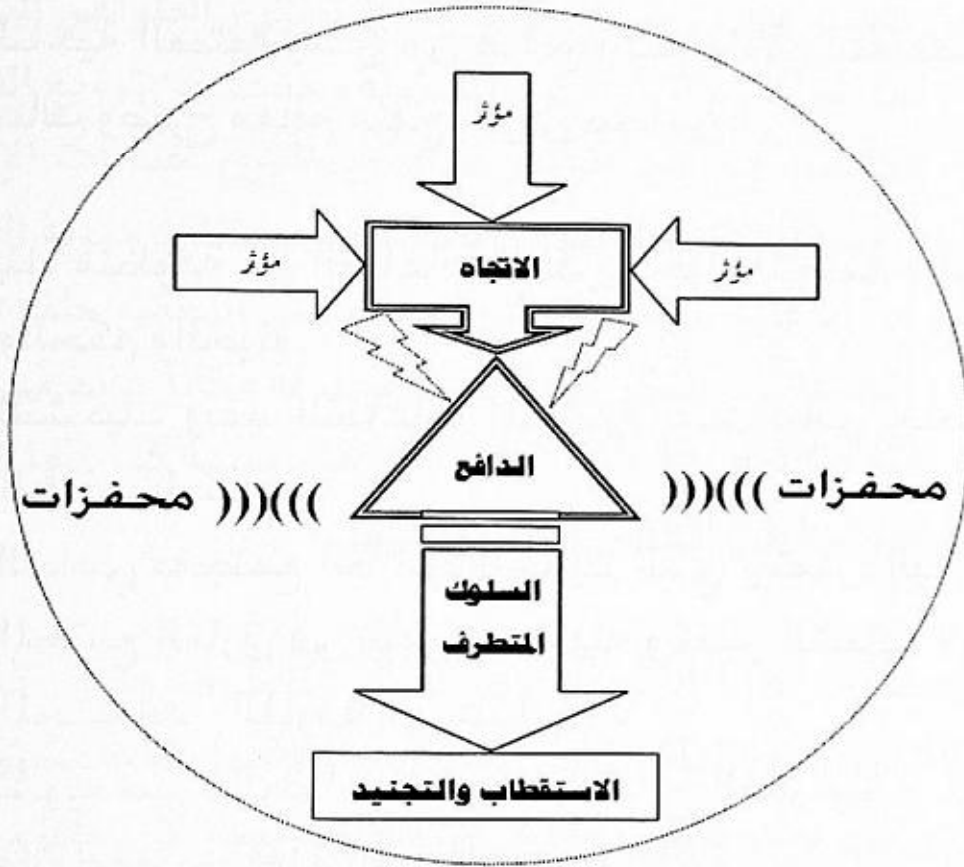 مؤثر
مؤثر
الاتجاه
مؤثر
الدافع
محفزات )))(((
)))((( محفزات
السلوك
المتطرف
الاستقطاب والتجنيد